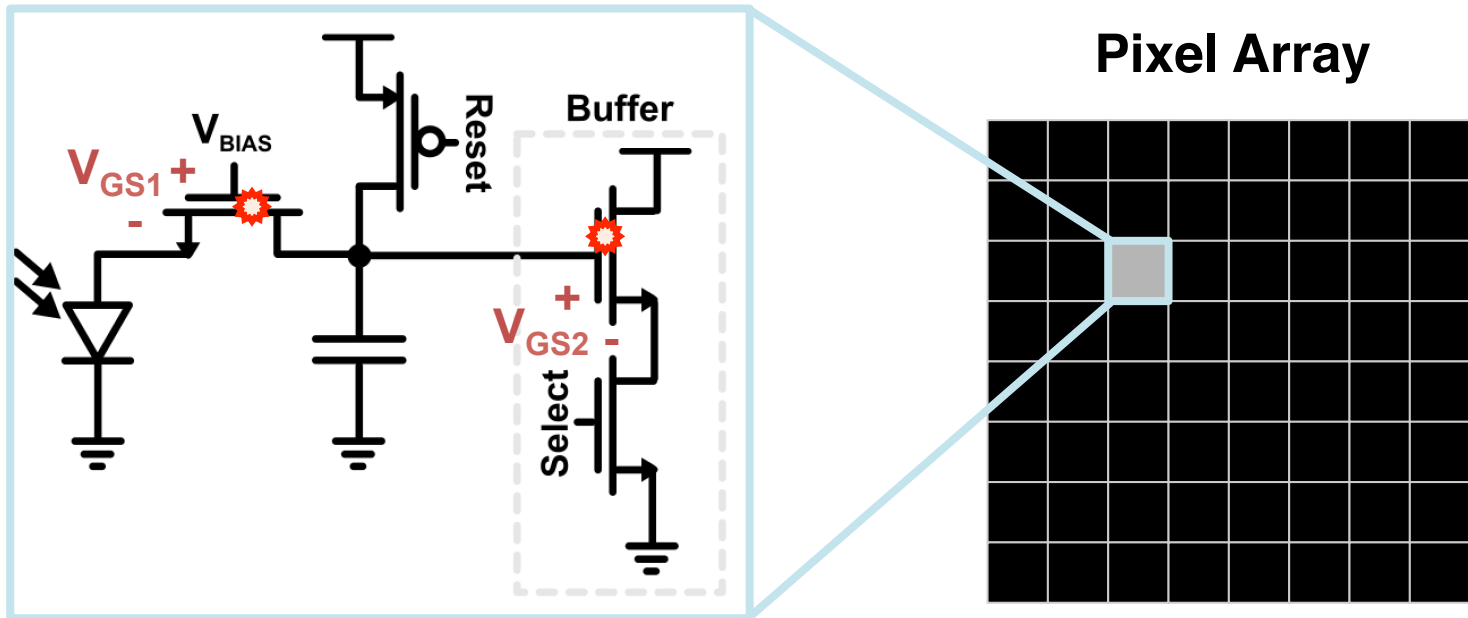 Pixel Array
Buffer
Reset
VBIAS
VGS1 +
-
+
VGS2 -
Select